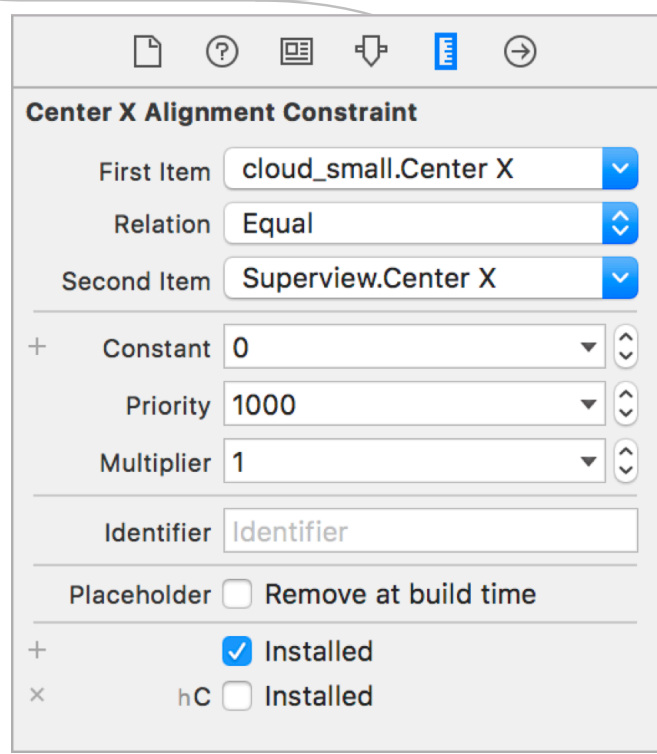 Center X Alignment Constraint
First Item cloud_small.Center X
Relation Equal
Second Item Superview.Center X
+ Constant 0
Priority 1000
Multiplier 1
Identifier Identifier
Placeholder Remove at build time
+ Installed
× hC Installed